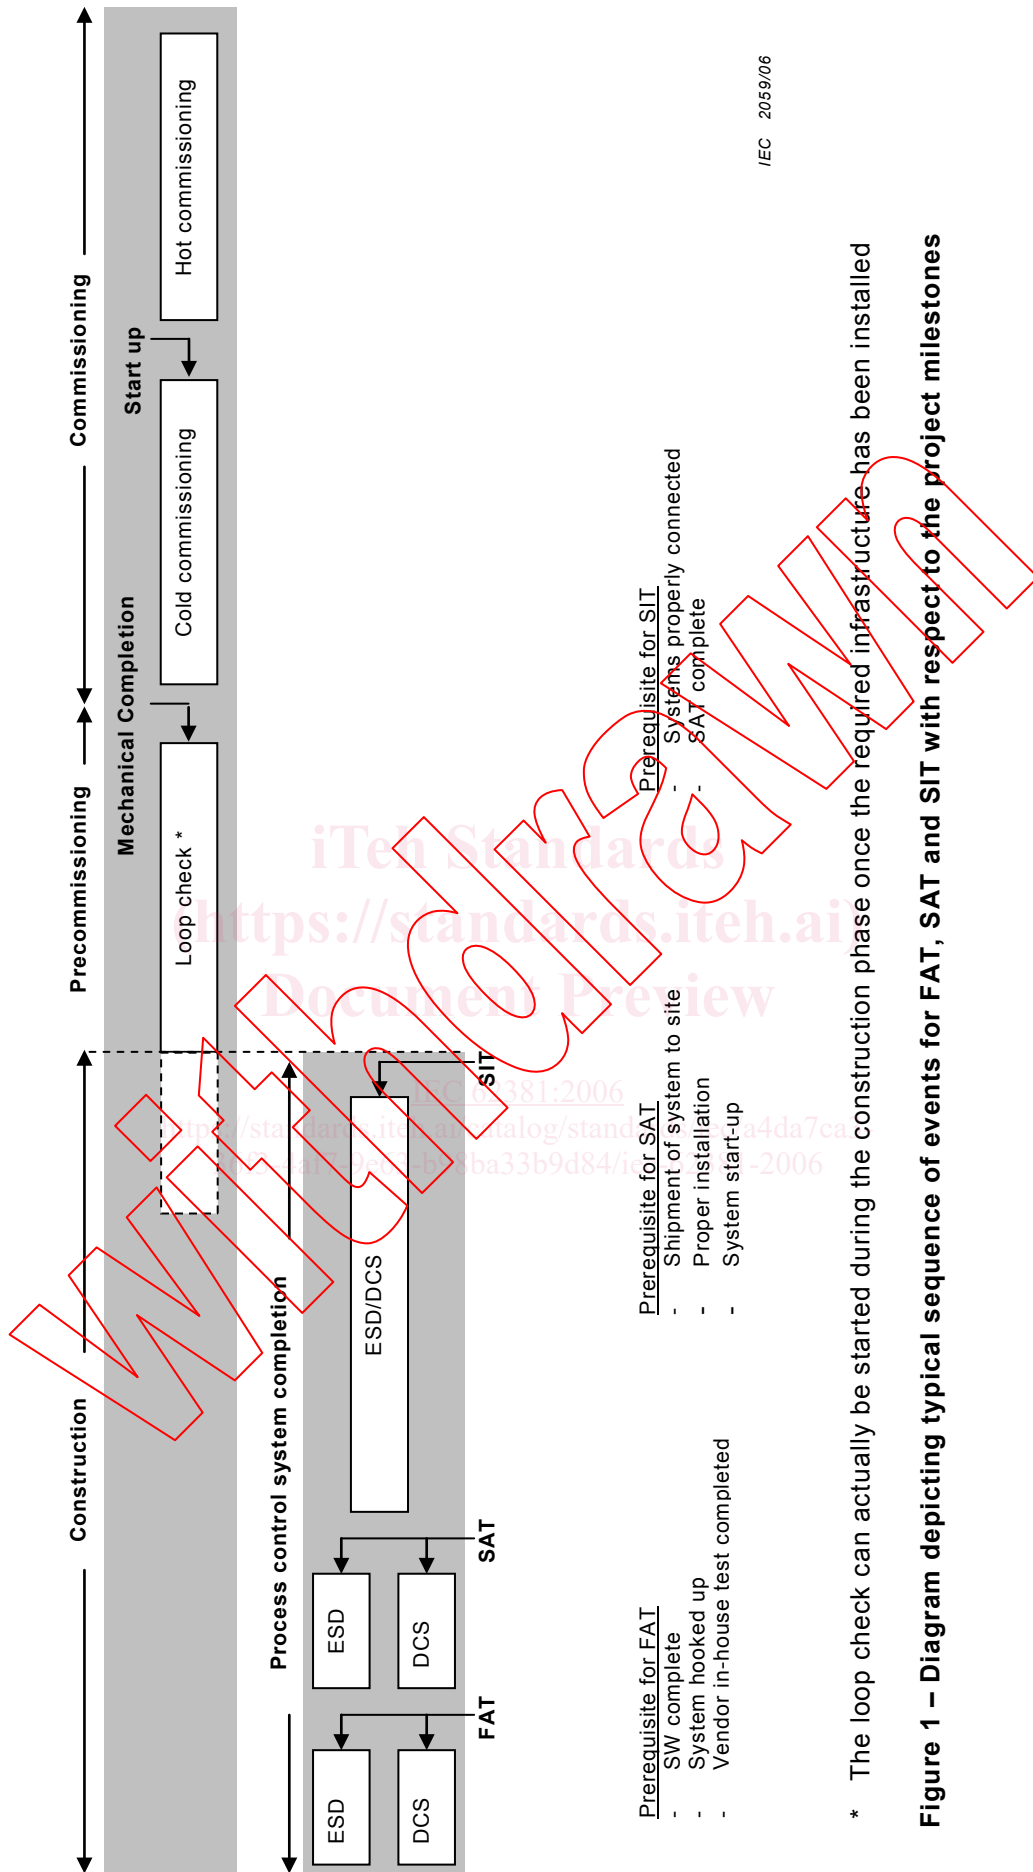 Construction
Precommissioning
Commissioning
Mechanical Completion
Start up
Loop check *
Cold commissioning
Hot commissioning
Process control system completion
ESD
ESD
ESD/DCS
DCS
DCS
FAT
SAT
SIT
Prerequisite for FAT
- SW complete
- System hooked up
- Vendor in-house test completed
Prerequisite for SAT
- Shipment of system to site
- Proper installation
- System start-up
Prerequisite for SIT
- Systems properly connected
- SAT complete
IEC 2059/06
* The loop check can actually be started during the construction phase once the required infrastructure has been installed
Figure 1 – Diagram depicting typical sequence of events for FAT, SAT and SIT with respect to the project milestones
Withdrawn
iTeh Standards
(https://standards.iteh.ai)
Document Preview
IEC 62381:2006